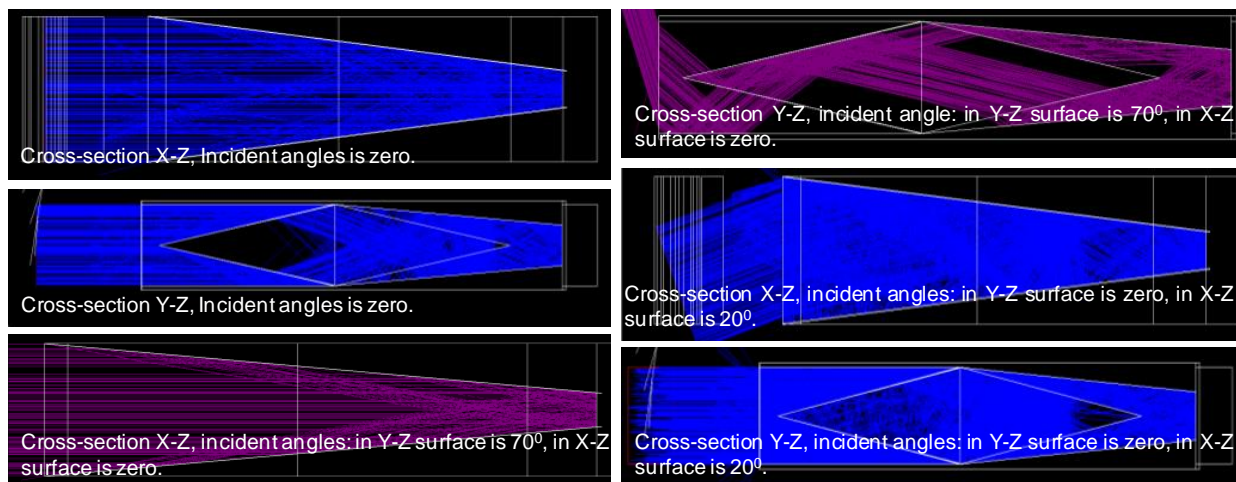 Cross-section X-Z, Incident angles is zero.
Cross-section Y-Z, Incident angles is zero.
Cross-section X-Z, incident angles: in Y-Z surface is 70⁰, in X-Z
surface is zero.
Cross-section Y-Z, incident angle: in Y-Z surface is 70⁰, in X-Z
surface is zero.
Cross-section X-Z, incident angles: in Y-Z surface is zero, in X-Z
surface is 20⁰.
Cross-section Y-Z, incident angles: in Y-Z surface is zero, in X-Z
surface is 20⁰.